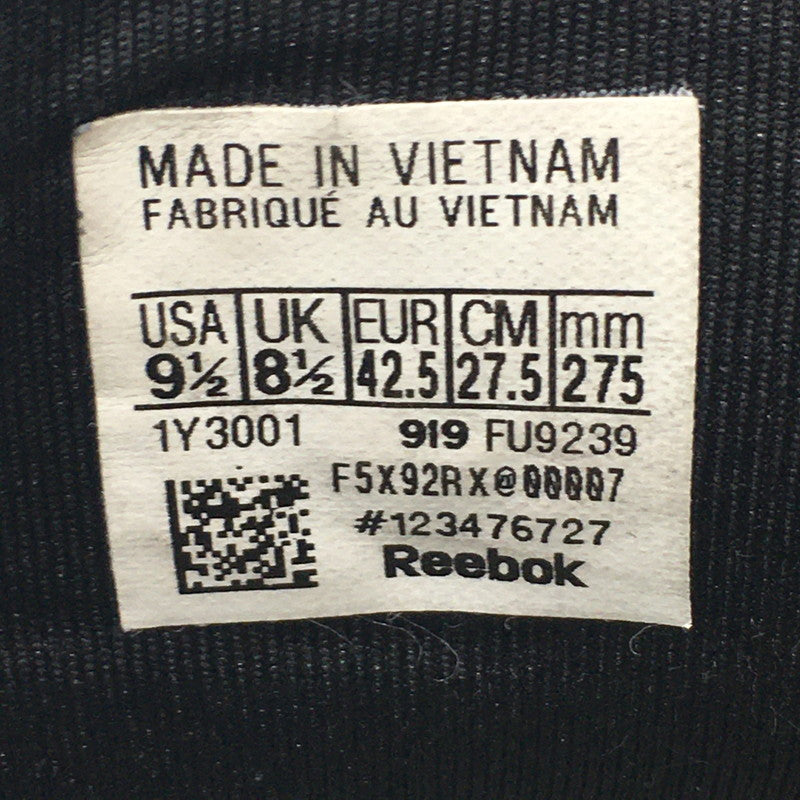 MADE IN VIETNAM
FABRIQUÉ AU VIETNAM
USA UK EUR CM mm
9½ 8½ 42.5 27.5 275
1Y3001 919 FU9239
F5X92RX@00007
#123476727
Reebok